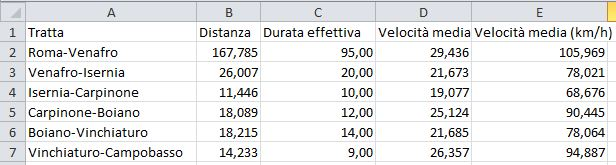 A B C D E
1 Tratta Distanza Durata effettiva Velocità media Velocità media (km/h)
2 Roma-Venafro 167,785 95,00 29,436 105,969
3 Venafro-Isernia 26,007 20,00 21,673 78,021
4 Isernia-Carpinone 11,446 10,00 19,077 68,676
5 Carpinone-Boiano 18,089 12,00 25,124 90,445
6 Boiano-Vinchiaturo 18,215 14,00 21,685 78,064
7 Vinchiaturo-Campobasso 14,233 9,00 26,357 94,887